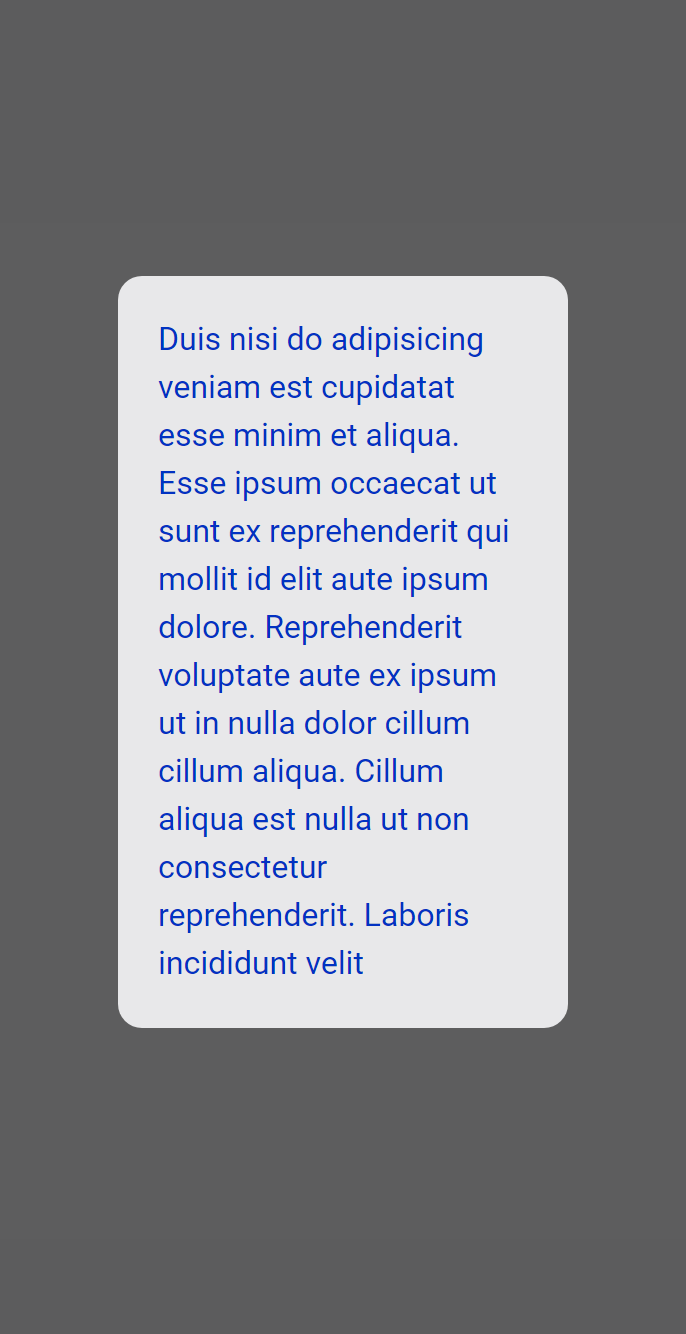 Duis nisi do adipisicing
veniam est cupidatat
esse minim et aliqua.
Esse ipsum occaecat ut
sunt ex reprehenderit qui
mollit id elit aute ipsum
dolore. Reprehenderit
voluptate aute ex ipsum
ut in nulla dolor cillum
cillum aliqua. Cillum
aliqua est nulla ut non
consectetur
reprehenderit. Laboris
incididunt velit